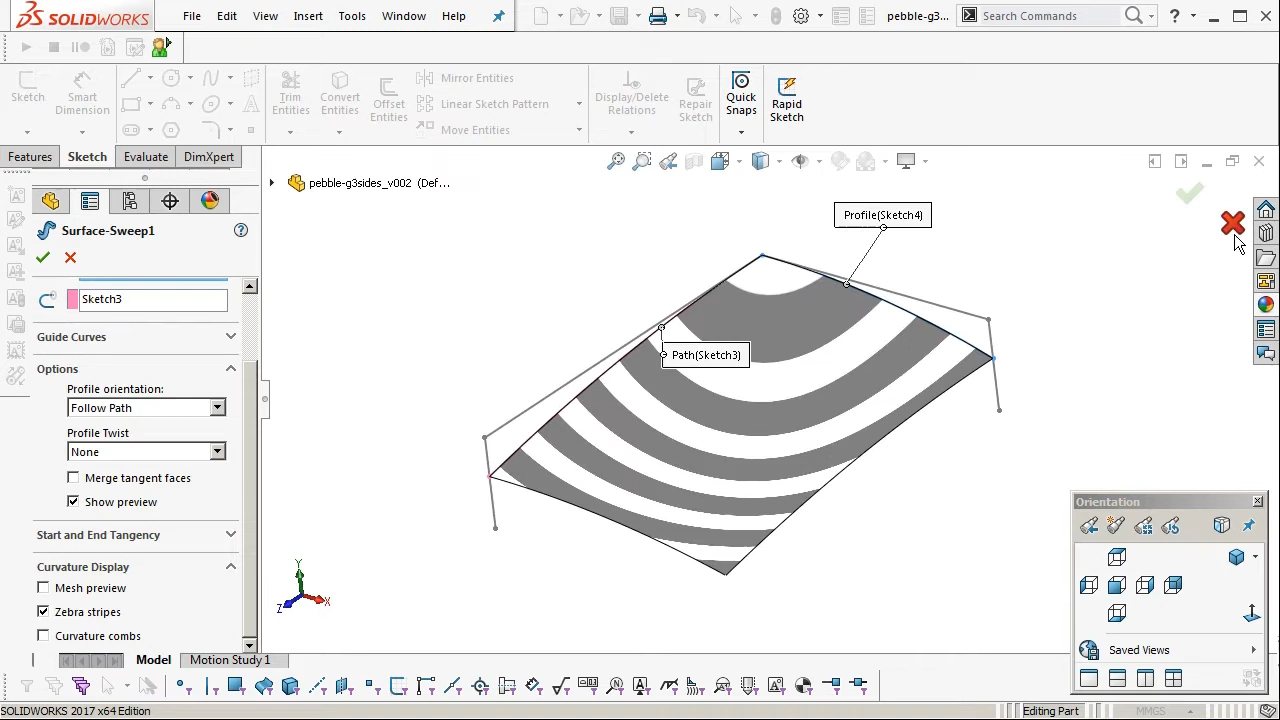 SOLIDWORKS
File Edit View Insert Tools Window Help
pebble-g3...
Search Commands
Sketch
Smart Dimension
Trim Entities
Convert Entities
Offset Entities
Mirror Entities
Linear Sketch Pattern
Move Entities
Display/Delete Relations
Repair Sketch
Quick Snaps
Rapid Sketch
Features Sketch Evaluate DimXpert
pebble-g3sides_v002 (Def...
Surface-Sweep1
Sketch3
Guide Curves
Options
Profile orientation:
Follow Path
Profile Twist
None
Merge tangent faces
Show preview
Start and End Tangency
Curvature Display
Mesh preview
Zebra stripes
Curvature combs
Profile(Sketch4)
Path(Sketch3)
Y
Z X
Orientation
Saved Views
Model Motion Study 1
SOLIDWORKS 2017 x64 Edition
Editing Part
MMGS